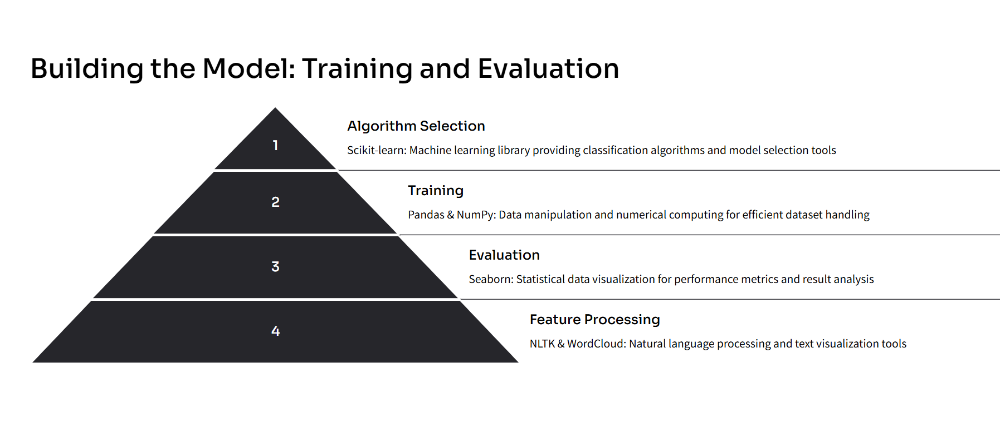 Building the Model: Training and Evaluation
1
Algorithm Selection
Scikit-learn: Machine learning library providing classification algorithms and model selection tools
2
Training
Pandas & NumPy: Data manipulation and numerical computing for efficient dataset handling
3
Evaluation
Seaborn: Statistical data visualization for performance metrics and result analysis
4
Feature Processing
NLTK & WordCloud: Natural language processing and text visualization tools